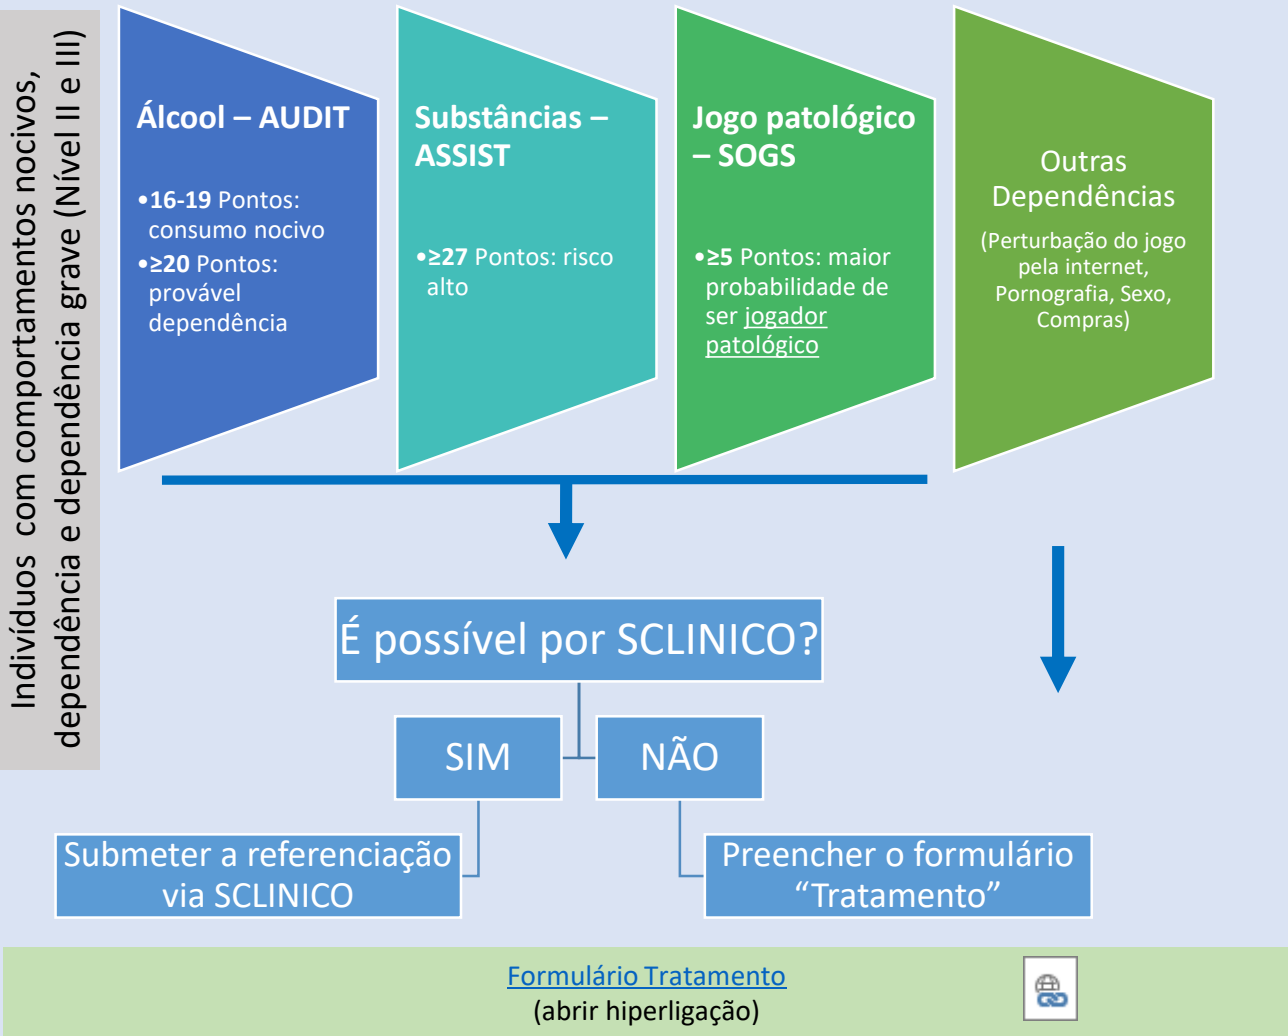 Indivíduos com comportamentos nocivos,
dependência e dependência grave (Nível II e III)
Álcool – AUDIT
•16-19 Pontos:
consumo nocivo
•≥20 Pontos:
provável
dependência
Substâncias –
ASSIST
•≥27 Pontos: risco
alto
Jogo patológico
– SOGS
•≥5 Pontos: maior
probabilidade de
ser jogador
patológico
Outras
Dependências
(Perturbação do jogo
pela internet,
Pornografia, Sexo,
Compras)
É possível por SCLINICO?
SIM
NÃO
Submeter a referenciação
via SCLINICO
Preencher o formulário
“Tratamento”
Formulário Tratamento
(abrir hiperligação)